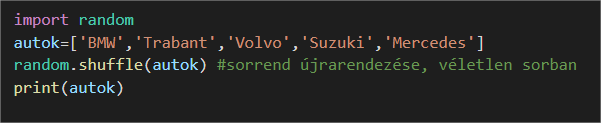 import random
autok=['BMW','Trabant','Volvo','Suzuki','Mercedes']
random.shuffle(autok) #sorrend újrarendezése, véletlen sorban
print(autok)